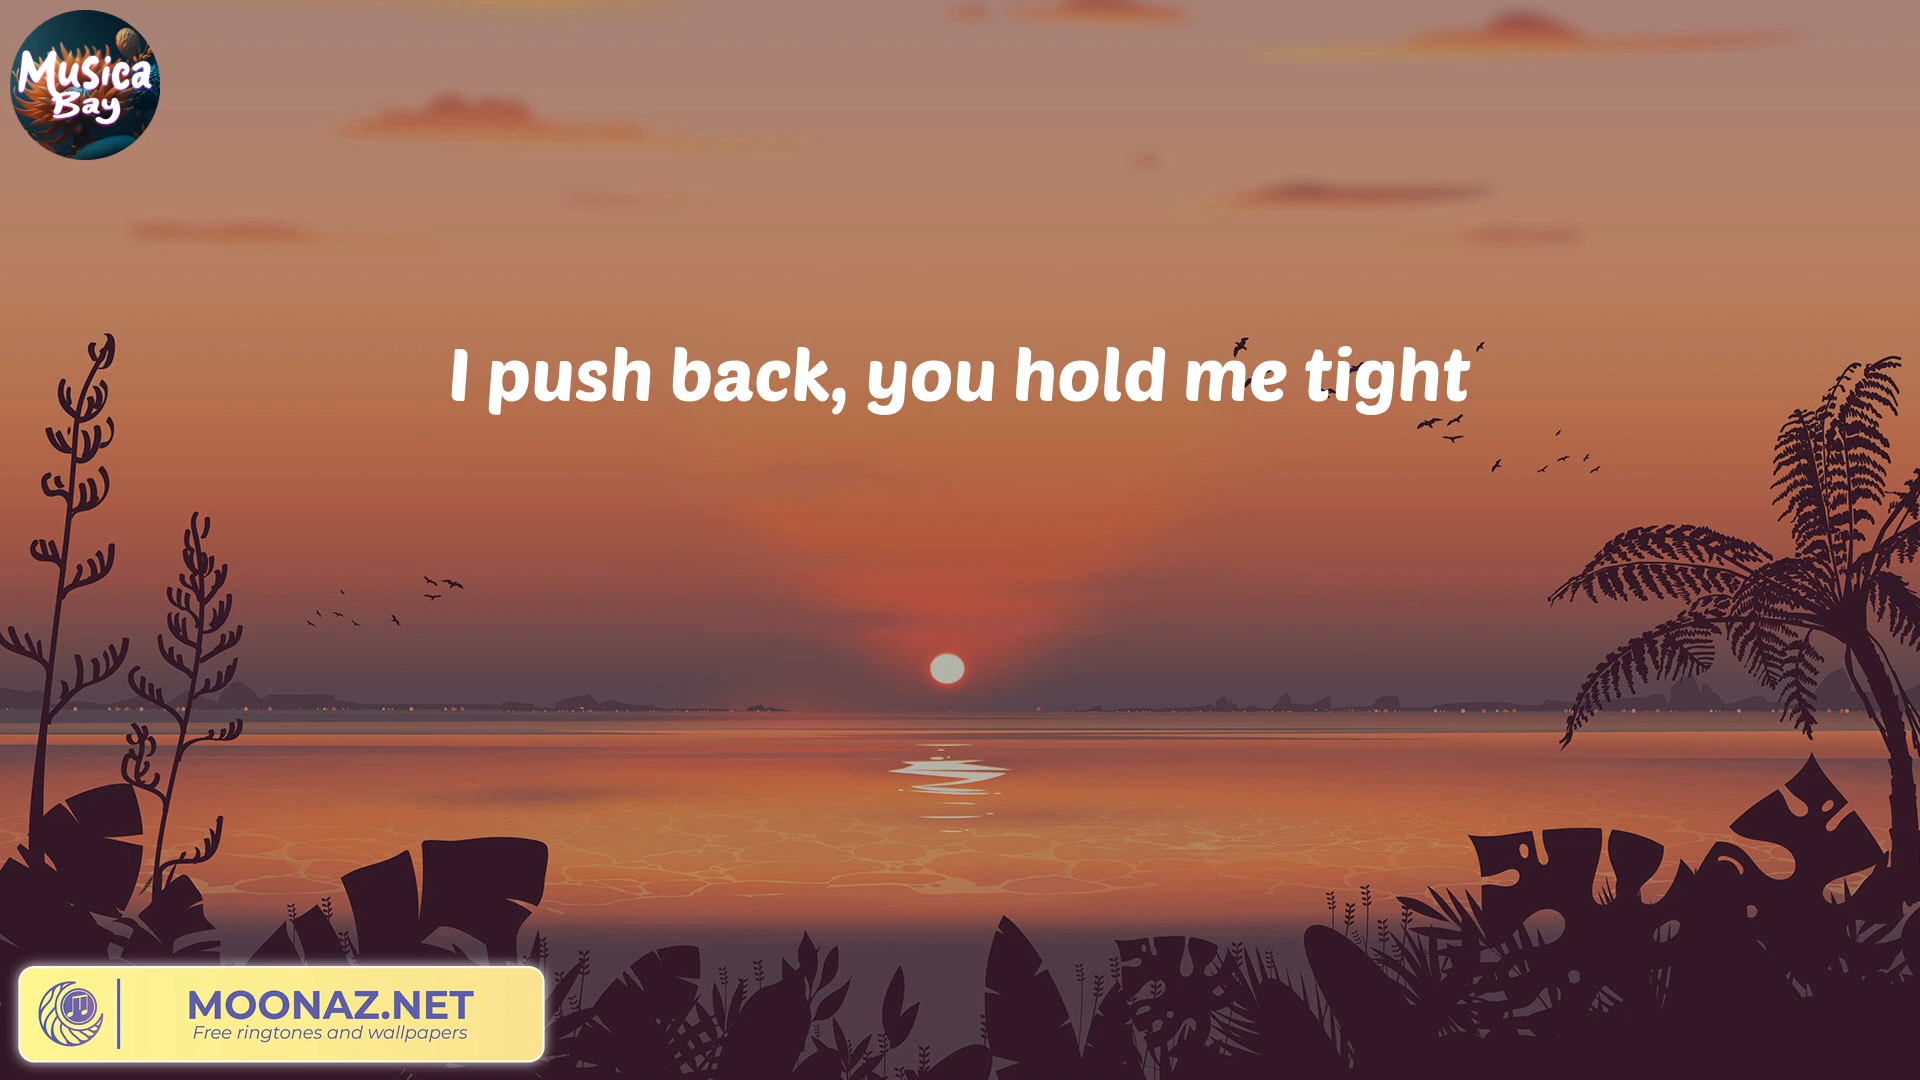 Musica
Bay
I push back, you hold me tight
MOONAZ.NET
Free ringtones and wallpapers